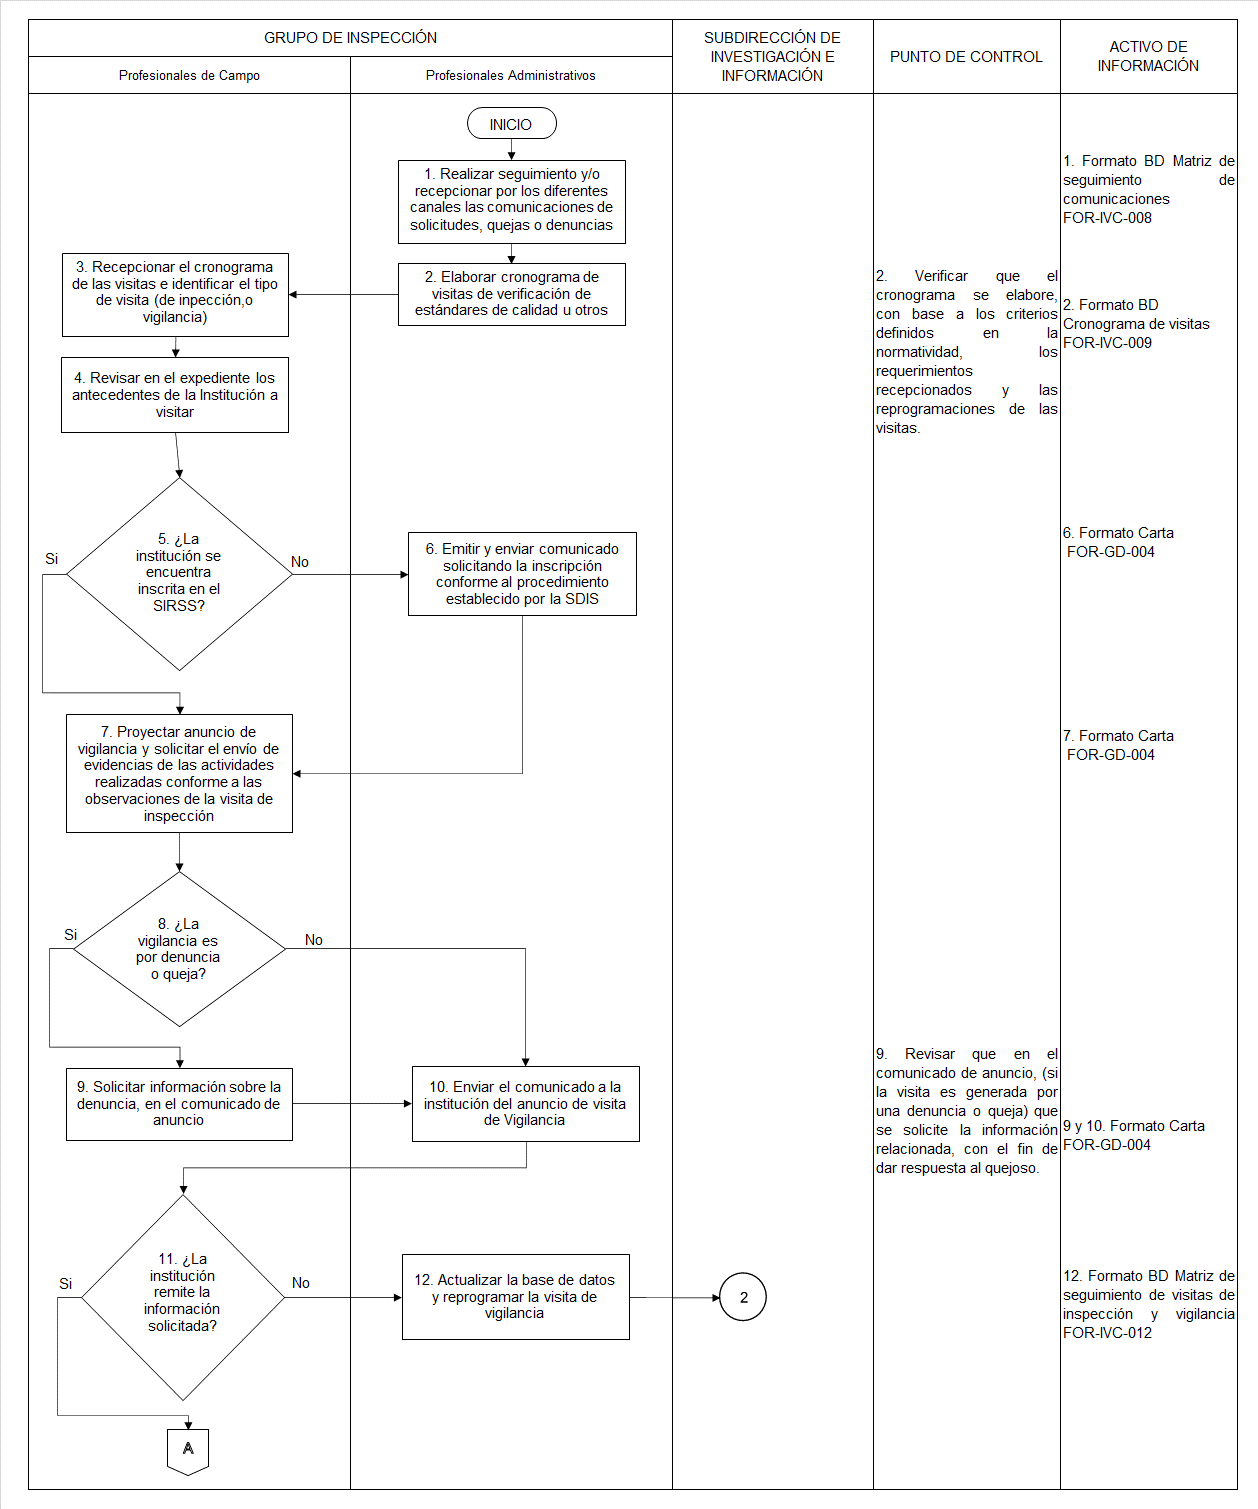 GRUPO DE INSPECCIÓN
Profesionales de Campo
Profesionales Administrativos
SUBDIRECCIÓN DE
INVESTIGACIÓN E
INFORMACIÓN
PUNTO DE CONTROL
ACTIVO DE
INFORMACIÓN
INICIO
1. Realizar seguimiento y/o
recepcionar por los diferentes
canales las comunicaciones de
solicitudes, quejas o denuncias
1. Formato BD Matriz de
seguimiento de
comunicaciones
FOR-IVC-008
2. Elaborar cronograma de
visitas de verificación de
estándares de calidad u otros
2. Verificar que el
cronograma se elabore,
con base a los criterios
definidos en la
normatividad, los
requerimientos
recepcionados y las
reprogramaciones de las
visitas.
2. Formato BD
Cronograma de visitas
FOR-IVC-009
3. Recepcionar el cronograma
de las visitas e identificar el tipo
de visita (de inpección,o
vigilancia)
4. Revisar en el expediente los
antecedentes de la Institución a
visitar
5. ¿La
institución se
encuentra
inscrita en el
SIRSS?
Si
No
6. Emitir y enviar comunicado
solicitando la inscripción
conforme al procedimiento
establecido por la SDIS
6. Formato Carta
FOR-GD-004
7. Proyectar anuncio de
vigilancia y solicitar el envío de
evidencias de las actividades
realizadas conforme a las
observaciones de la visita de
inspección
7. Formato Carta
FOR-GD-004
8. ¿La
vigilancia es
por denuncia
o queja?
Si
No
9. Solicitar información sobre la
denuncia, en el comunicado de
anuncio
10. Enviar el comunicado a la
institución del anuncio de visita
de Vigilancia
9. Revisar que en el
comunicado de anuncio, (si
la visita es generada por
una denuncia o queja) que
se solicite la información
relacionada, con el fin de
dar respuesta al quejoso.
9 y 10. Formato Carta
FOR-GD-004
11. ¿La
institución
remite la
información
solicitada?
Si
No
12. Actualizar la base de datos
y reprogramar la visita de
vigilancia
2
12. Formato BD Matriz de
seguimiento de visitas de
inspección y vigilancia
FOR-IVC-012
A